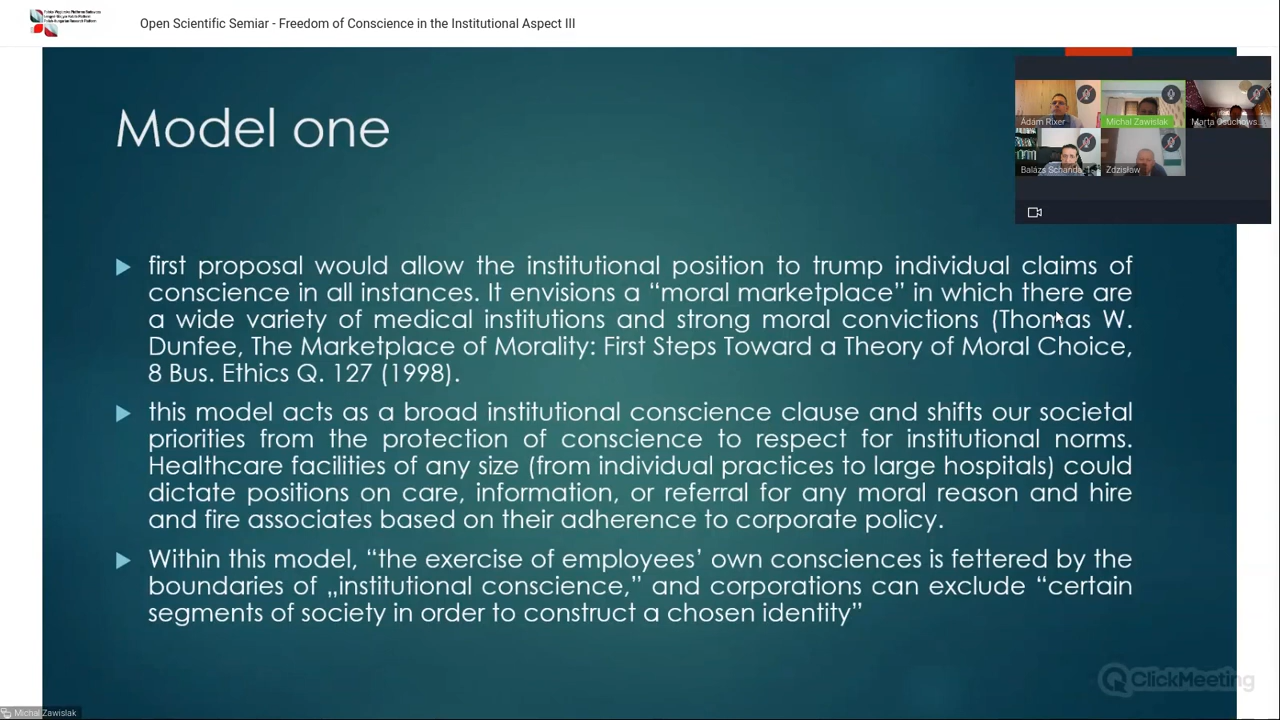 Open Scientific Semiar - Freedom of Conscience in the Instituional Aspect III
Model one
first proposal would allow the institutional position to trump individual claims of
conscience in all instances. It envisions a “moral marketplace” in which there are
a wide variety of medical institutions and strong moral convictions (Thomas W.
Dunfee, The Marketplace of Morality: First Steps Toward a Theory of Moral Choice,
8 Bus. Ethics Q. 127 (1998).
this model acts as a broad institutional conscience clause and shifts our societal
priorities from the protection of conscience to respect for institutional norms.
Healthcare facilities of any size (from individual practices to large hospitals) could
dictate positions on care, information, or referral for any moral reason and hire
and fire associates based on their adherence to corporate policy.
Within this model, “the exercise of employees’ own consciences is fettered by the
boundaries of „institutional conscience,” and corporations can exclude “certain
segments of society in order to construct a chosen identity”
Ádám Rixer
Michal Zawislak
Marta Osuchows...
Balázs Schanda
Zdzisław
ClickMeeting
Michal Zawislak